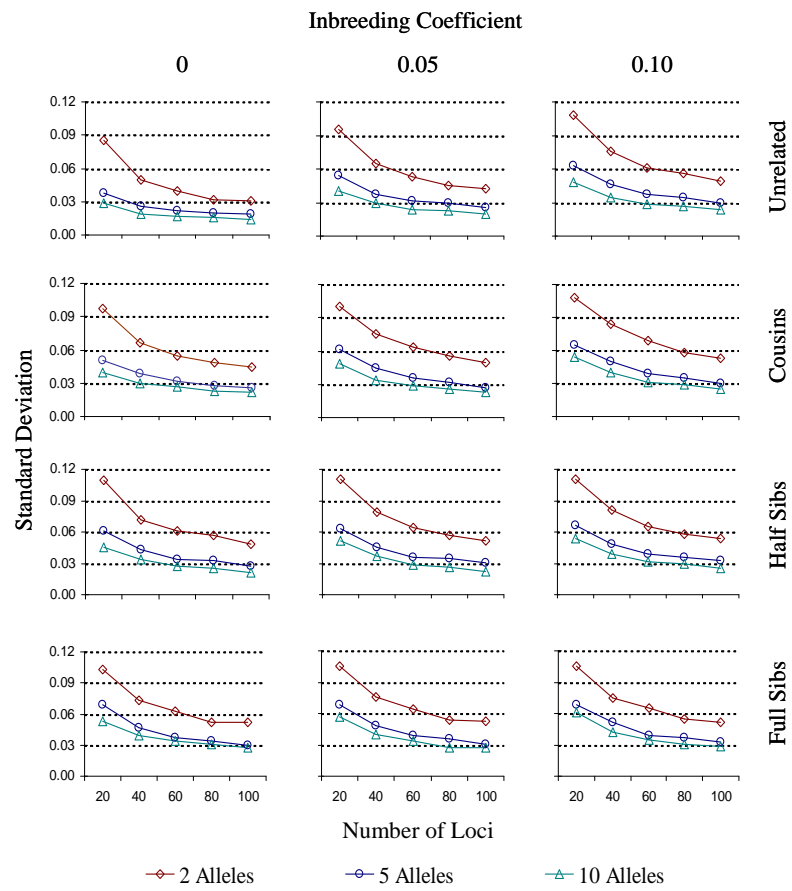 Inbreeding Coefficient
0 0.05 0.10
0.12
0.09
0.06
0.03
0.00
Unrelated
0.12
0.09
0.06
0.03
0.00
Cousins
0.12
0.09
0.06
0.03
0.00
Half Sibs
0.12
0.09
0.06
0.03
0.00
Full Sibs
Standard Deviation
20 40 60 80 100 20 40 60 80 100 20 40 60 80 100
Number of Loci
2 Alleles 5 Alleles 10 Alleles